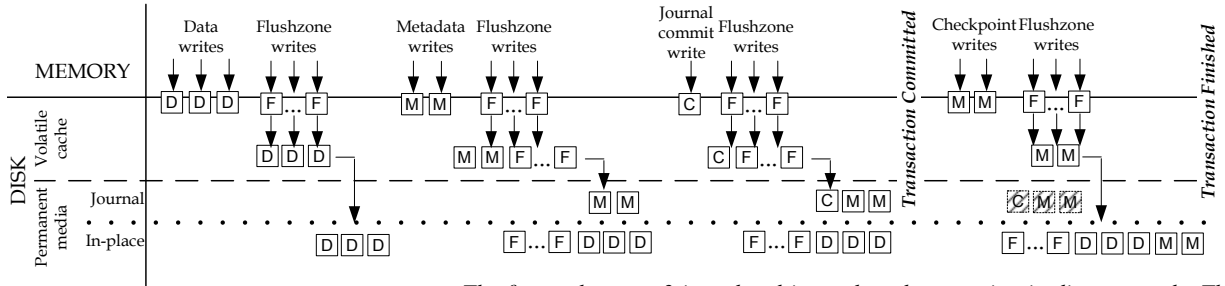 Data writes
Flushzone writes
Metadata writes
Flushzone writes
Journal commit write
Flushzone writes
Checkpoint writes
Flushzone writes
MEMORY
D D D F ... F M M F ... F C F ... F M M F ... F
Transaction Committed
Transaction Finished
DISK
Volatile cache
D D D M M F ... F C F ... F M M
Permanent media
Journal
M M C M M C M M
In-place
D D D F ... F D D D F ... F D D D F ... F D D D M M